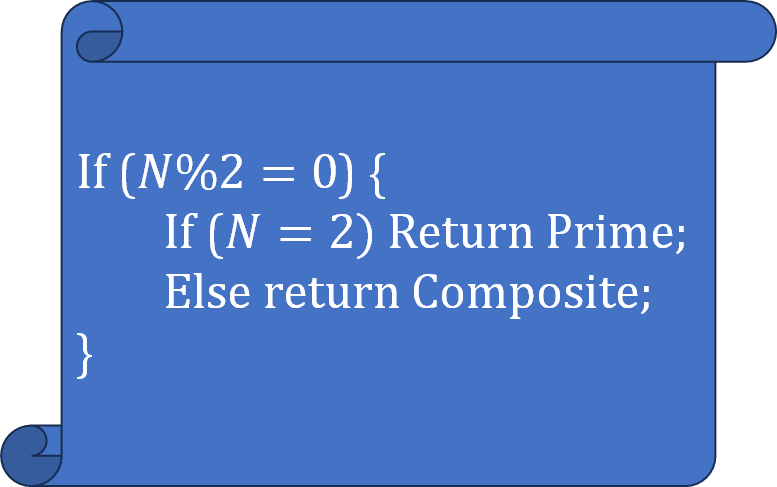 If (N%2 = 0) {
If (N = 2) Return Prime;
Else return Composite;
}